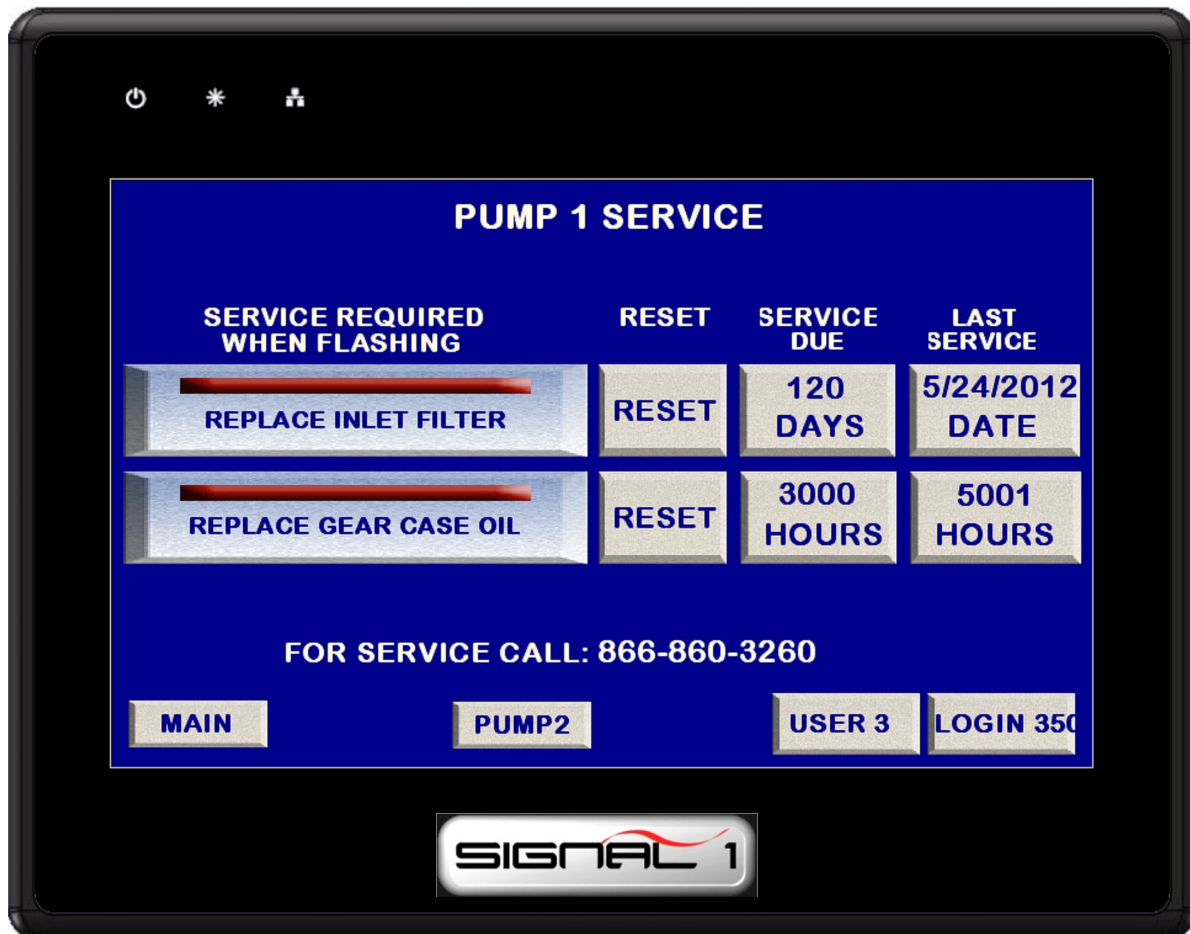 PUMP 1 SERVICE
SERVICE REQUIRED
WHEN FLASHING
RESET
SERVICE
DUE
LAST
SERVICE
REPLACE INLET FILTER
RESET
120
DAYS
5/24/2012
DATE
REPLACE GEAR CASE OIL
RESET
3000
HOURS
5001
HOURS
FOR SERVICE CALL: 866-860-3260
MAIN
PUMP2
USER 3
LOGIN 350
SIGNAL 1